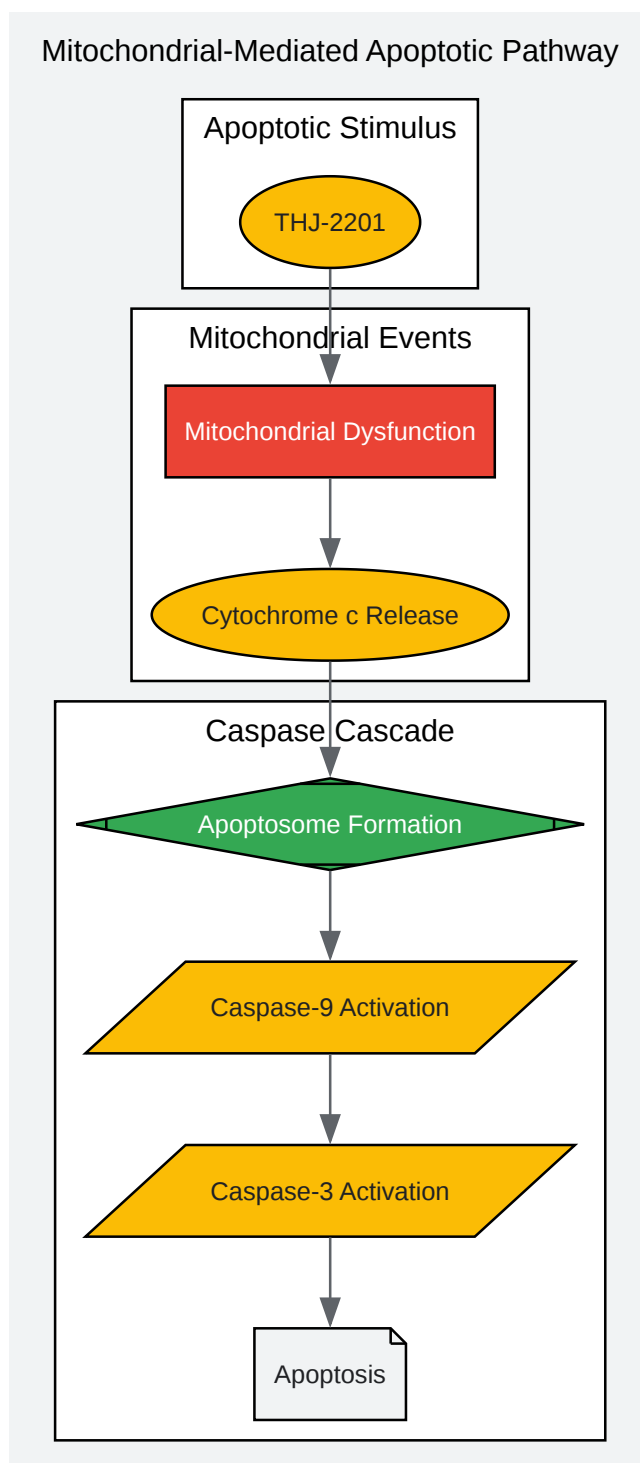 Mitochondrial-Mediated Apoptotic Pathway
Apoptotic Stimulus
THJ-2201
Mitochondrial Events
Mitochondrial Dysfunction
Cytochrome c Release
Caspase Cascade
Apoptosome Formation
Caspase-9 Activation
Caspase-3 Activation
Apoptosis